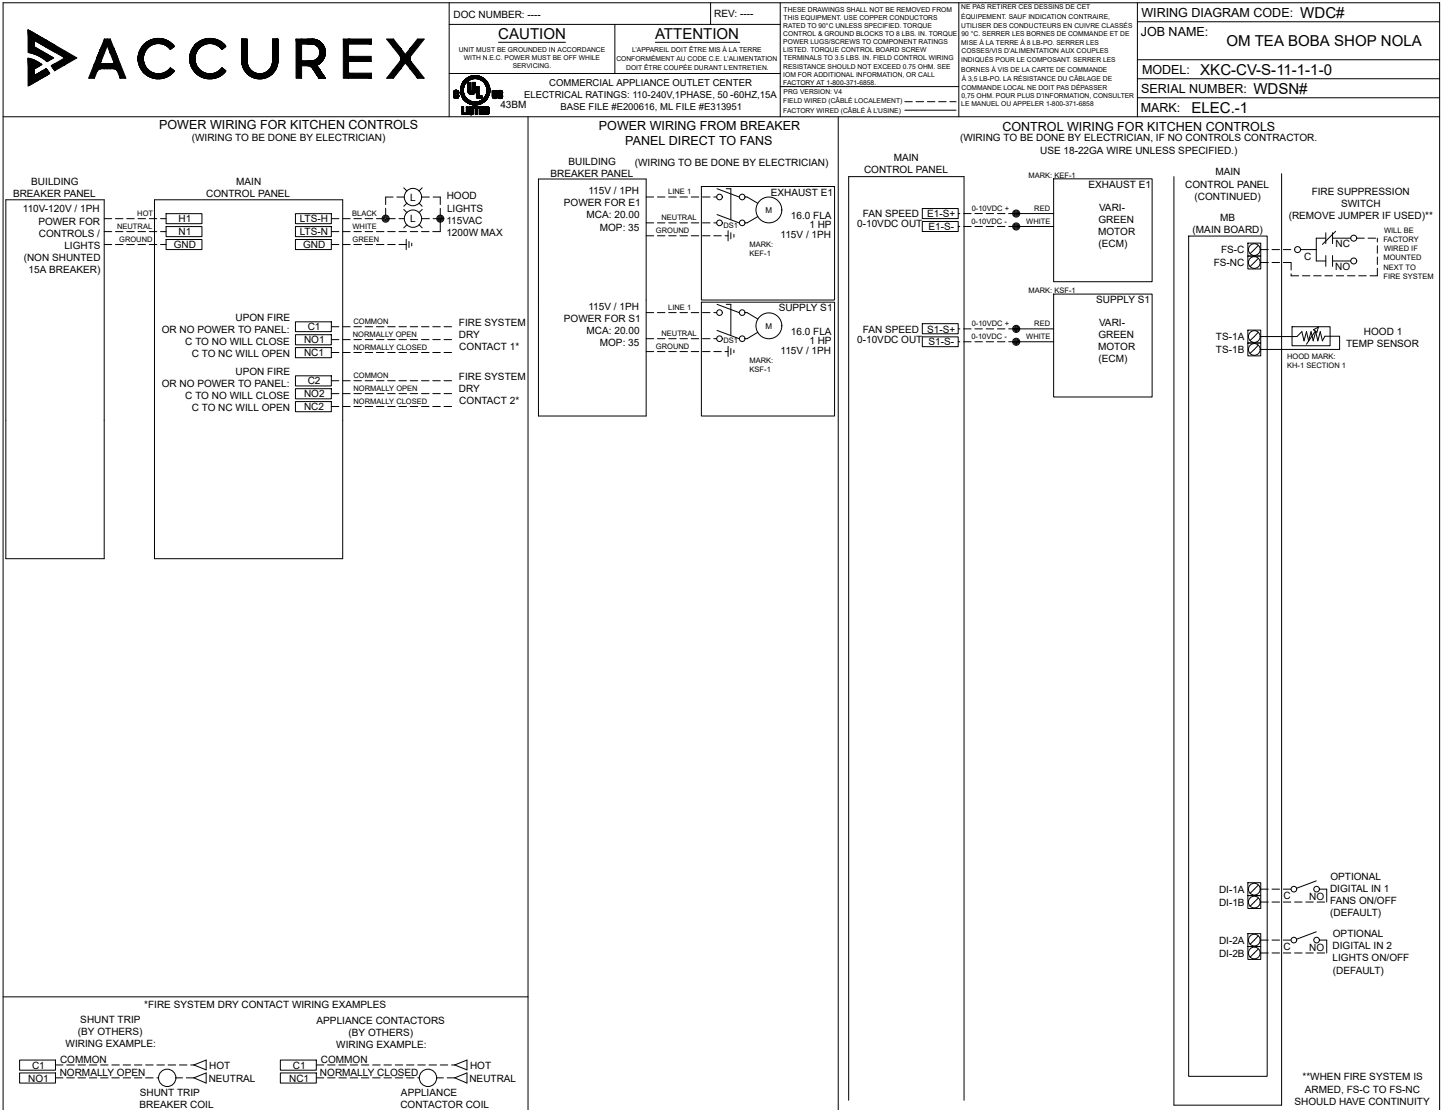 ACCUREX
DOC NUMBER: ----
REV: ----
CAUTION
UNIT MUST BE GROUNDED IN ACCORDANCE
WITH N.E.C. POWER MUST BE OFF WHILE
SERVICING.
ATTENTION
L'APPAREIL DOIT ÊTRE MIS À LA TERRE
CONFORMÉMENT AU CODE C.E. L'ALIMENTATION
DOIT ÊTRE COUPÉE DURANT L'ENTRETIEN.
C UL US
LISTED
43BM
COMMERCIAL APPLIANCE OUTLET CENTER
ELECTRICAL RATINGS: 110-240V,1PHASE, 50 -60HZ,15A
BASE FILE #E200616, ML FILE #E313951
THESE DRAWINGS SHALL NOT BE REMOVED FROM
THIS EQUIPMENT. USE COPPER CONDUCTORS
RATED TO 90°C UNLESS SPECIFIED. TORQUE
CONTROL & GROUND BLOCKS TO 8 LBS. IN. TORQUE
POWER LUGS/SCREWS TO COMPONENT RATINGS
LISTED. TORQUE CONTROL BOARD SCREW
TERMINALS TO 3.5 LBS. IN. FIELD CONTROL WIRING
RESISTANCE SHOULD NOT EXCEED 0.75 OHM. SEE
IOM FOR ADDITIONAL INFORMATION, OR CALL
FACTORY AT 1-800-371-6858.
PRG VERSION: V4
FIELD WIRED (CÂBLÉ LOCALEMENT)
FACTORY WIRED (CÂBLÉ À L'USINE)
NE PAS RETIRER CES DESSINS DE CET
ÉQUIPEMENT. SAUF INDICATION CONTRAIRE,
UTILISER DES CONDUCTEURS EN CUIVRE CLASSÉS
90 °C. SERRER LES BORNES DE COMMANDE ET DE
MISE À LA TERRE À 8 LB-PO. SERRER LES
COSSES/VIS D'ALIMENTATION AUX COUPLES
INDIQUÉS POUR LE COMPOSANT. SERRER LES
BORNES À VIS DE LA CARTE DE COMMANDE
À 3,5 LB-PO. LA RÉSISTANCE DU CÂBLAGE DE
COMMANDE LOCALE NE DOIT PAS DÉPASSER
0,75 OHM. POUR PLUS D'INFORMATION, CONSULTER
LE MANUEL OU APPELER 1-800-371-6858
WIRING DIAGRAM CODE: WDC#
JOB NAME:
OM TEA BOBA SHOP NOLA
MODEL: XKC-CV-S-11-1-1-0
SERIAL NUMBER: WDSN#
MARK: ELEC.-1
POWER WIRING FOR KITCHEN CONTROLS
(WIRING TO BE DONE BY ELECTRICIAN)
BUILDING
BREAKER PANEL
110V-120V / 1PH
POWER FOR
CONTROLS /
LIGHTS
(NON SHUNTED
15A BREAKER)
HOT
NEUTRAL
GROUND
MAIN
CONTROL PANEL
H1
N1
GND
LTS-H
LTS-N
GND
BLACK
WHITE
GREEN
L
L
HOOD
LIGHTS
115VAC
1200W MAX
UPON FIRE
OR NO POWER TO PANEL:
C TO NO WILL CLOSE
C TO NC WILL OPEN
C1
NO1
NC1
COMMON
NORMALLY OPEN
NORMALLY CLOSED
FIRE SYSTEM
DRY
CONTACT 1*
UPON FIRE
OR NO POWER TO PANEL:
C TO NO WILL CLOSE
C TO NC WILL OPEN
C2
NO2
NC2
COMMON
NORMALLY OPEN
NORMALLY CLOSED
FIRE SYSTEM
DRY
CONTACT 2*
*FIRE SYSTEM DRY CONTACT WIRING EXAMPLES
SHUNT TRIP
(BY OTHERS)
WIRING EXAMPLE:
C1
NO1
COMMON
NORMALLY OPEN
HOT
NEUTRAL
SHUNT TRIP
BREAKER COIL
APPLIANCE CONTACTORS
(BY OTHERS)
WIRING EXAMPLE:
C1
NC1
COMMON
NORMALLY CLOSED
HOT
NEUTRAL
APPLIANCE
CONTACTOR COIL
POWER WIRING FROM BREAKER
PANEL DIRECT TO FANS
(WIRING TO BE DONE BY ELECTRICIAN)
BUILDING
BREAKER PANEL
115V / 1PH
POWER FOR E1
MCA: 20.00
MOP: 35
LINE 1
NEUTRAL
GROUND
DS1
M
EXHAUST E1
16.0 FLA
1 HP
115V / 1PH
MARK:
KEF-1
115V / 1PH
POWER FOR S1
MCA: 20.00
MOP: 35
LINE 1
NEUTRAL
GROUND
DS1
M
SUPPLY S1
16.0 FLA
1 HP
115V / 1PH
MARK:
KSF-1
CONTROL WIRING FOR KITCHEN CONTROLS
(WIRING TO BE DONE BY ELECTRICIAN, IF NO CONTROLS CONTRACTOR.
USE 18-22GA WIRE UNLESS SPECIFIED.)
MAIN
CONTROL PANEL
FAN SPEED
0-10VDC OUT
E1-S+
E1-S-
0-10VDC +
0-10VDC -
RED
WHITE
MARK: KEF-1
EXHAUST E1
VARI-
GREEN
MOTOR
(ECM)
FAN SPEED
0-10VDC OUT
S1-S+
S1-S-
0-10VDC +
0-10VDC -
RED
WHITE
MARK: KSF-1
SUPPLY S1
VARI-
GREEN
MOTOR
(ECM)
MAIN
CONTROL PANEL
(CONTINUED)
MB
(MAIN BOARD)
FS-C
FS-NC
FIRE SUPPRESSION
SWITCH
(REMOVE JUMPER IF USED)**
C
NC
NO
WILL BE
FACTORY
WIRED IF
MOUNTED
NEXT TO
FIRE SYSTEM
TS-1A
TS-1B
HOOD 1
TEMP SENSOR
HOOD MARK:
KH-1 SECTION 1
DI-1A
DI-1B
C
NO
OPTIONAL
DIGITAL IN 1
FANS ON/OFF
(DEFAULT)
DI-2A
DI-2B
C
NO
OPTIONAL
DIGITAL IN 2
LIGHTS ON/OFF
(DEFAULT)
**WHEN FIRE SYSTEM IS
ARMED, FS-C TO FS-NC
SHOULD HAVE CONTINUITY